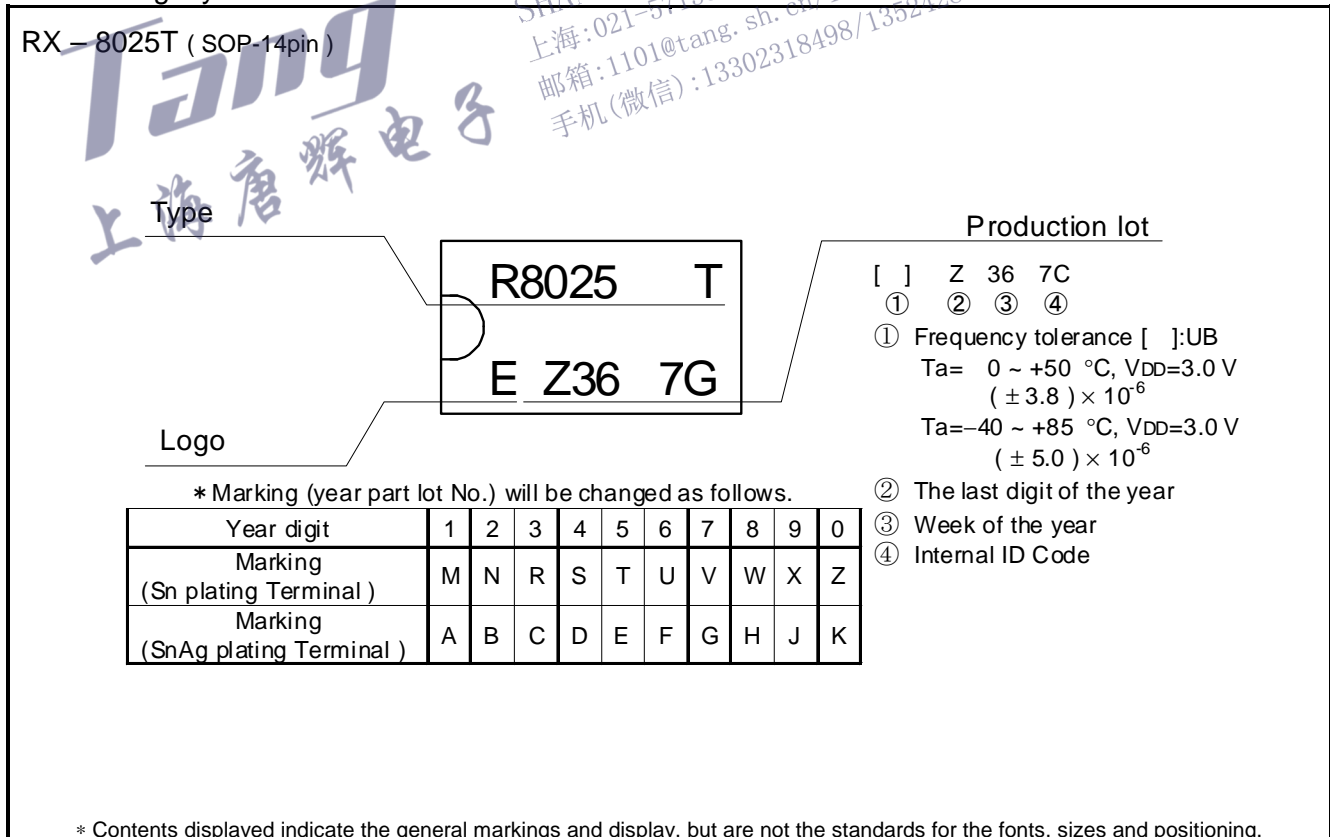 RX – 8025T ( SOP-14pin )
Tang
上海唐辉电子
上海:021-
邮箱:1101@tang.sh.cn/
手机(微信):13302318498/
Type
Production lot
R8025 T
E Z36 7G
Logo
[ ] Z 36 7C
① ② ③ ④
① Frequency tolerance [ ]:UB
Ta= 0 ~ +50 °C, VDD=3.0 V
( ± 3.8 ) × 10-6
Ta=−40 ~ +85 °C, VDD=3.0 V
( ± 5.0 ) × 10-6
② The last digit of the year
③ Week of the year
④ Internal ID Code
* Marking (year part lot No.) will be changed as follows.
Year digit 1 2 3 4 5 6 7 8 9 0
Marking
(Sn plating Terminal ) M N R S T U V W X Z
Marking
(SnAg plating Terminal ) A B C D E F G H J K
* Contents displayed indicate the general markings and display, but are not the standards for the fonts, sizes and positioning.